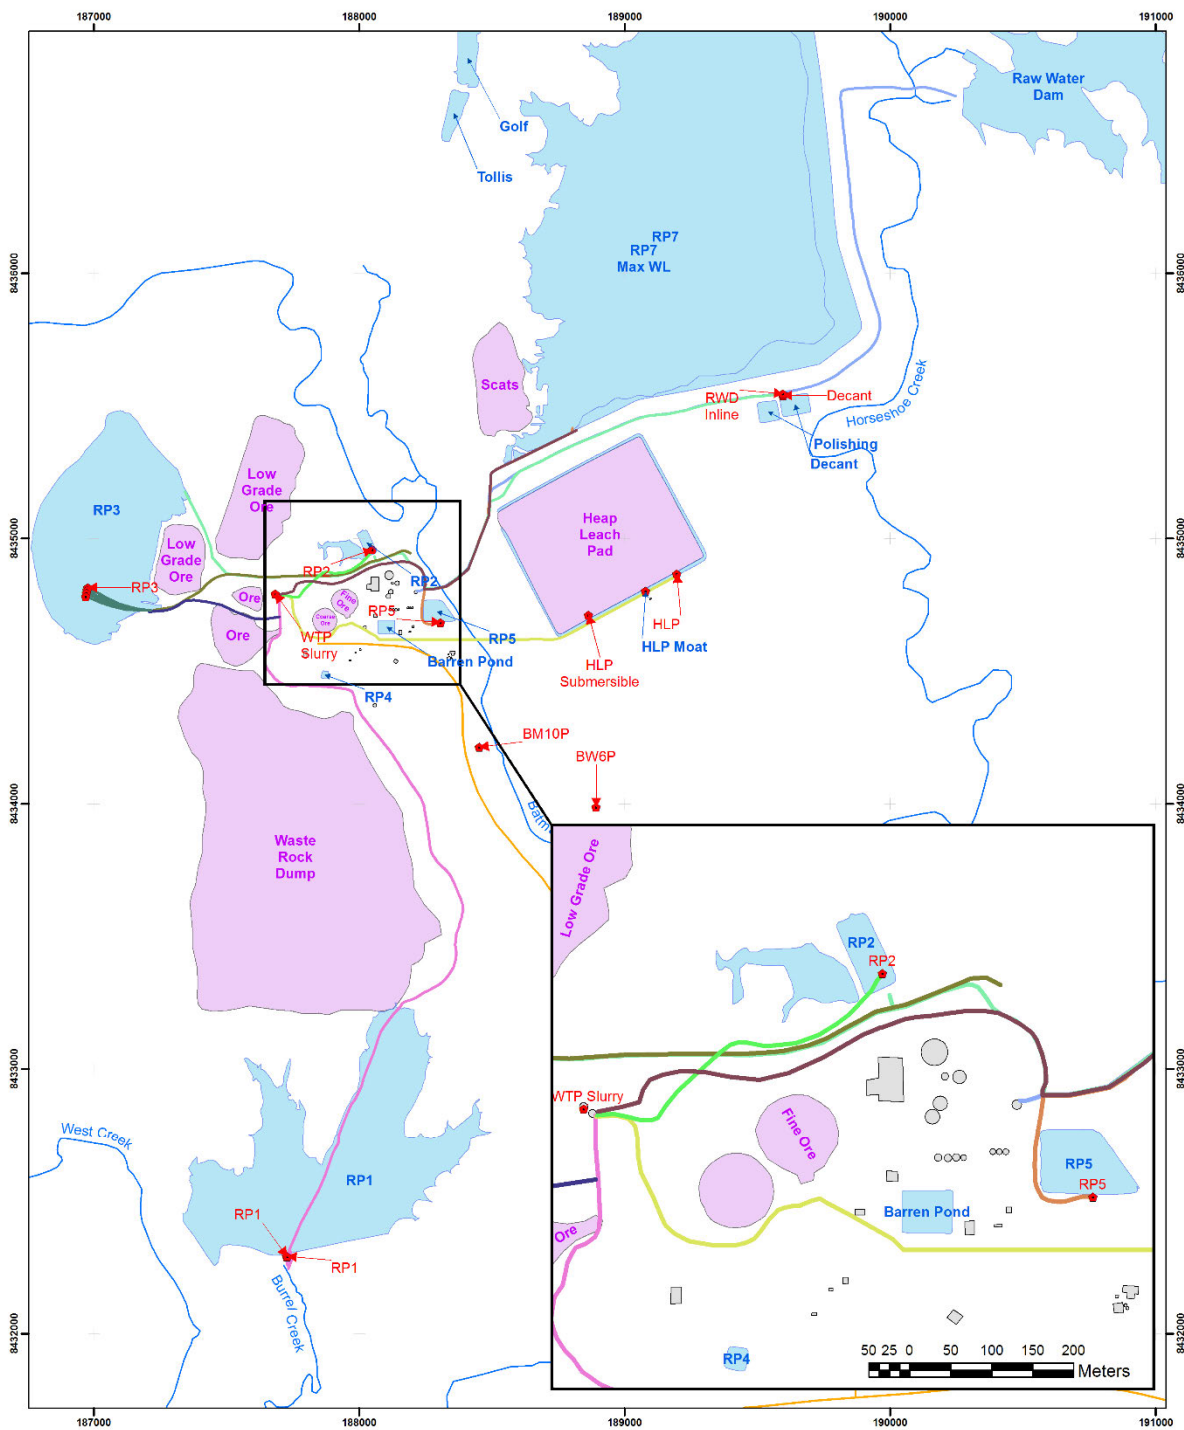 187000
188000
189000
190000
191000
8436000
8435000
8434000
8433000
8432000
8436000
8435000
8434000
8433000
8432000
Raw Water
Dam
Golf
Tollis
RP7
RP7
Max WL
Scats
RWD
Inline
Decant
Horseshoe Creek
Polishing
Decant
Low
Grade
Ore
RP3
Low
Grade
Ore
Heap
Leach
Pad
RP3
RP2
RP2
Ore
Fine
Ore
Coarse
Ore
RP5
RP5
Ore
WTP
Slurry
Barren Pond
HLP
HLP Moat
HLP
Submersible
RP4
BM10P
BW6P
Waste
Rock
Dump
West Creek
RP1
RP1
RP1
Burrel Creek
Low Grade Ore
RP2
RP2
WTP Slurry
Fine Ore
RP5
RP5
Barren Pond
Ore
RP4
50 25 0 50 100 150 200
Meters
187000
188000
189000
190000
191000